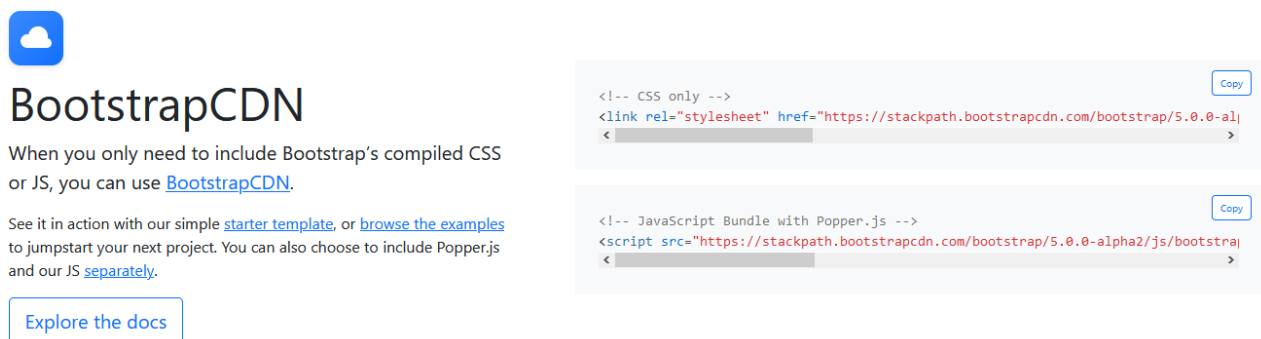 BootstrapCDN
When you only need to include Bootstrap’s compiled CSS
or JS, you can use BootstrapCDN.
See it in action with our simple starter template, or browse the examples
to jumpstart your next project. You can also choose to include Popper.js
and our JS separately.
Explore the docs
Copy
<!-- CSS only -->
<link rel="stylesheet" href="https://stackpath.bootstrapcdn.com/bootstrap/5.0.0-alp
Copy
<!-- JavaScript Bundle with Popper.js -->
<script src="https://stackpath.bootstrapcdn.com/bootstrap/5.0.0-alpha2/js/bootstrap